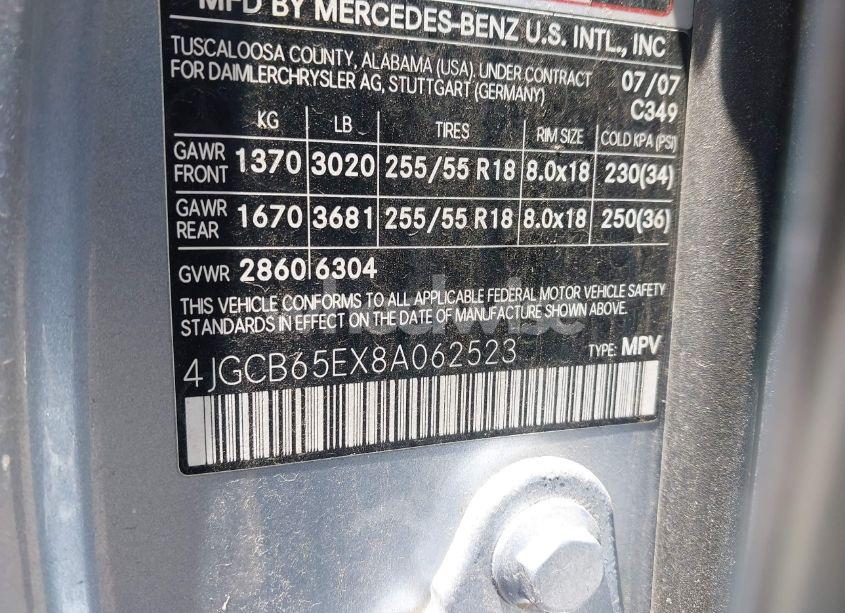 MFD BY MERCEDES-BENZ U.S. INTL., INC
TUSCALOOSA COUNTY, ALABAMA (USA), UNDER CONTRACT
FOR DAIMLERCHRYSLER AG, STUTTGART (GERMANY)
07/07
C349
KG LB TIRES RIM SIZE COLD KPA (PSI)
GAWR FRONT 1370 3020 255/55 R18 8.0x18 230(34)
GAWR REAR 1670 3681 255/55 R18 8.0x18 250(36)
GVWR 2860 6304
THIS VEHICLE CONFORMS TO ALL APPLICABLE FEDERAL MOTOR VEHICLE SAFETY
STANDARDS IN EFFECT ON THE DATE OF MANUFACTURE SHOWN ABOVE.
4JGCB65EX8A062523 TYPE: MPV